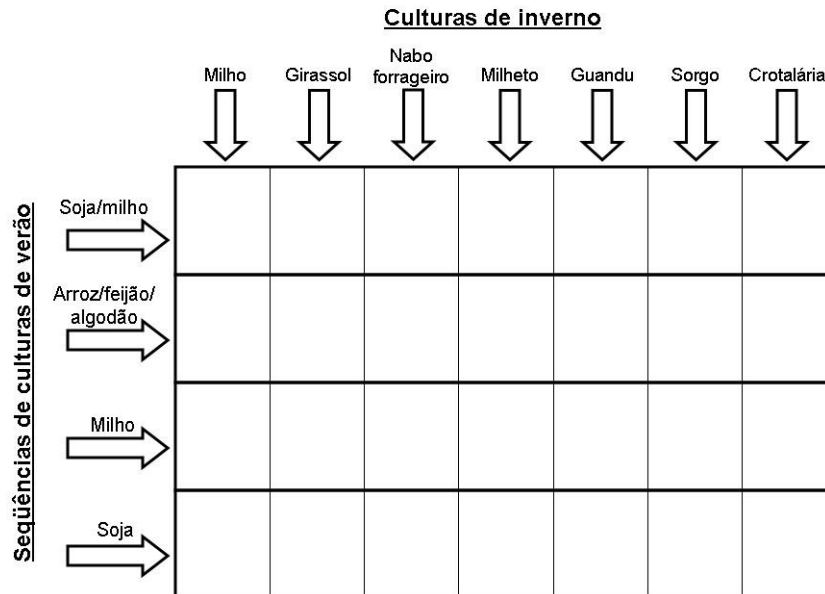 Culturas de inverno
Milho
Girassol
Nabo
forrageiro
Milheto
Guandu
Sorgo
Crotalária
Seqüências de culturas de verão
Soja/milho
Arroz/feijão/
algodão
Milho
Soja